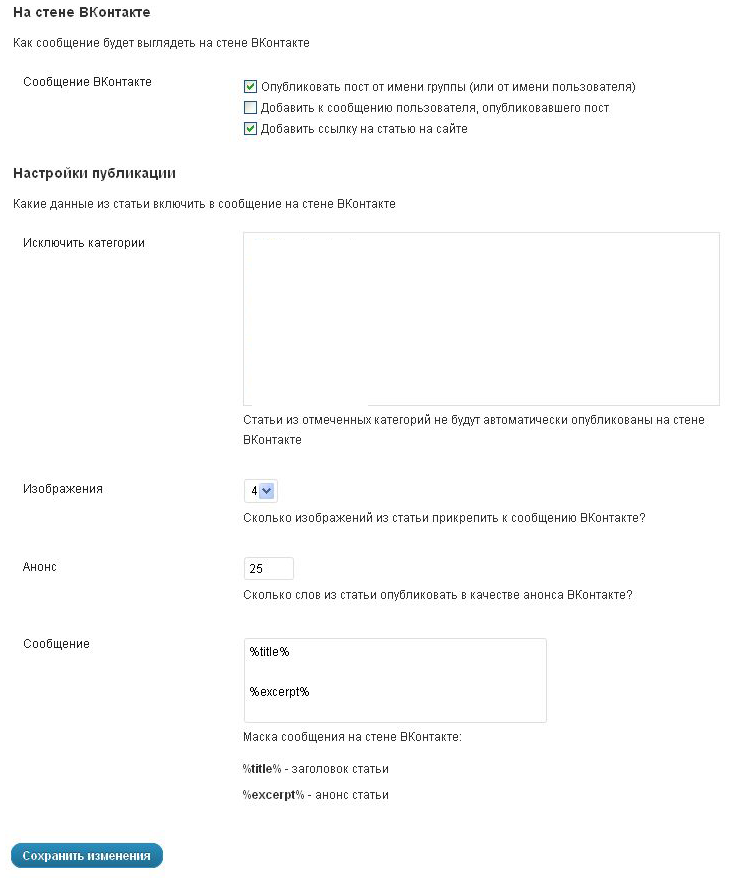 На стене ВКонтакте
Как сообщение будет выглядеть на стене ВКонтакте
Сообщение ВКонтакте
Опубликовать пост от имени группы (или от имени пользователя)
Добавить к сообщению пользователя, опубликовавшего пост
Добавить ссылку на статью на сайте
Настройки публикации
Какие данные из статьи включить в сообщение на стене ВКонтакте
Исключить категории
Статьи из отмеченных категорий не будут автоматически опубликованы на стене
ВКонтакте
Изображения
4
Сколько изображений из статьи прикрепить к сообщению ВКонтакте?
Анонс
25
Сколько слов из статьи опубликовать в качестве анонса ВКонтакте?
Сообщение
%title%
%excerpt%
Маска сообщения на стене ВКонтакте:
%title% - заголовок статьи
%excerpt% - анонс статьи
Сохранить изменения